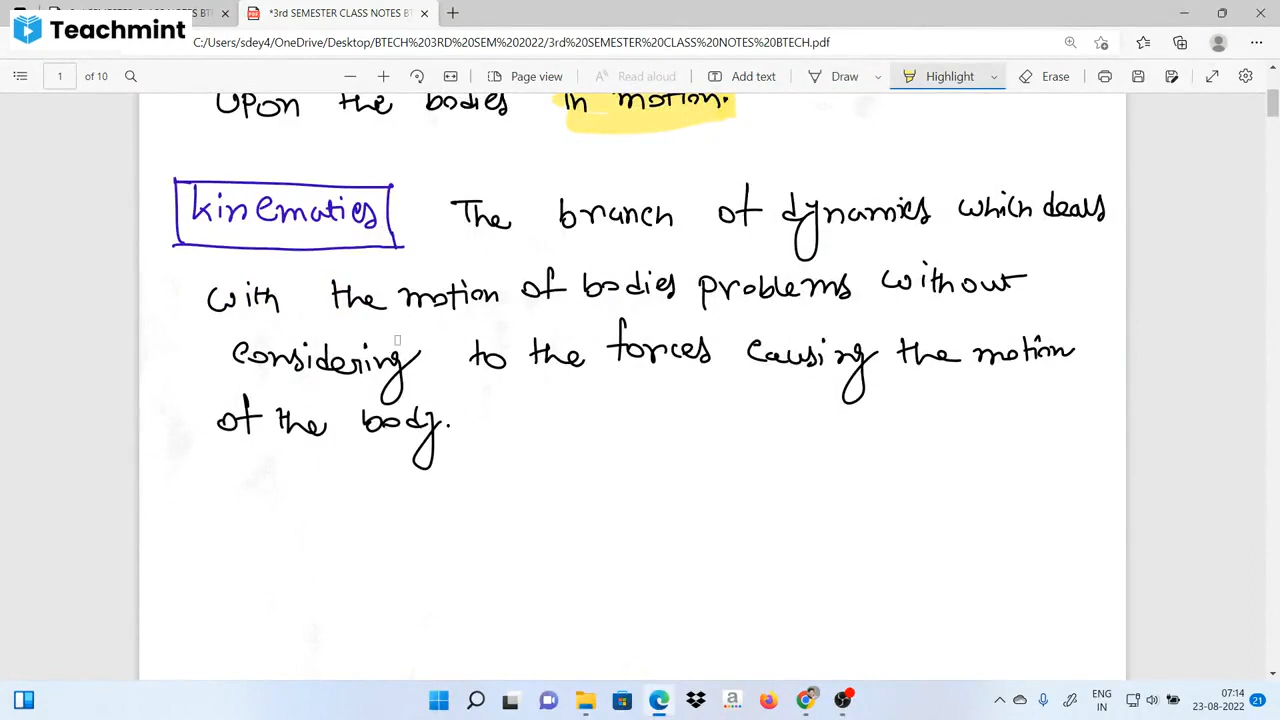 3rd SEMESTER CLASS NOTES BT
Teachmint
C:/Users/sdey4/OneDrive/Desktop/BTECH%203RD%20SEM%202022/3rd%20SEMESTER%20CLASS%20NOTES%20BTECH.pdf
1 of 10 Page view Read aloud Add text Draw Highlight Erase
Upon the bodies in motion.
Kinematics The branch of dynamics which deals
with the motion of bodies problems without
considering to the forces causing the motion
of the body.
ENG
IN
07:14
23-08-2022
21